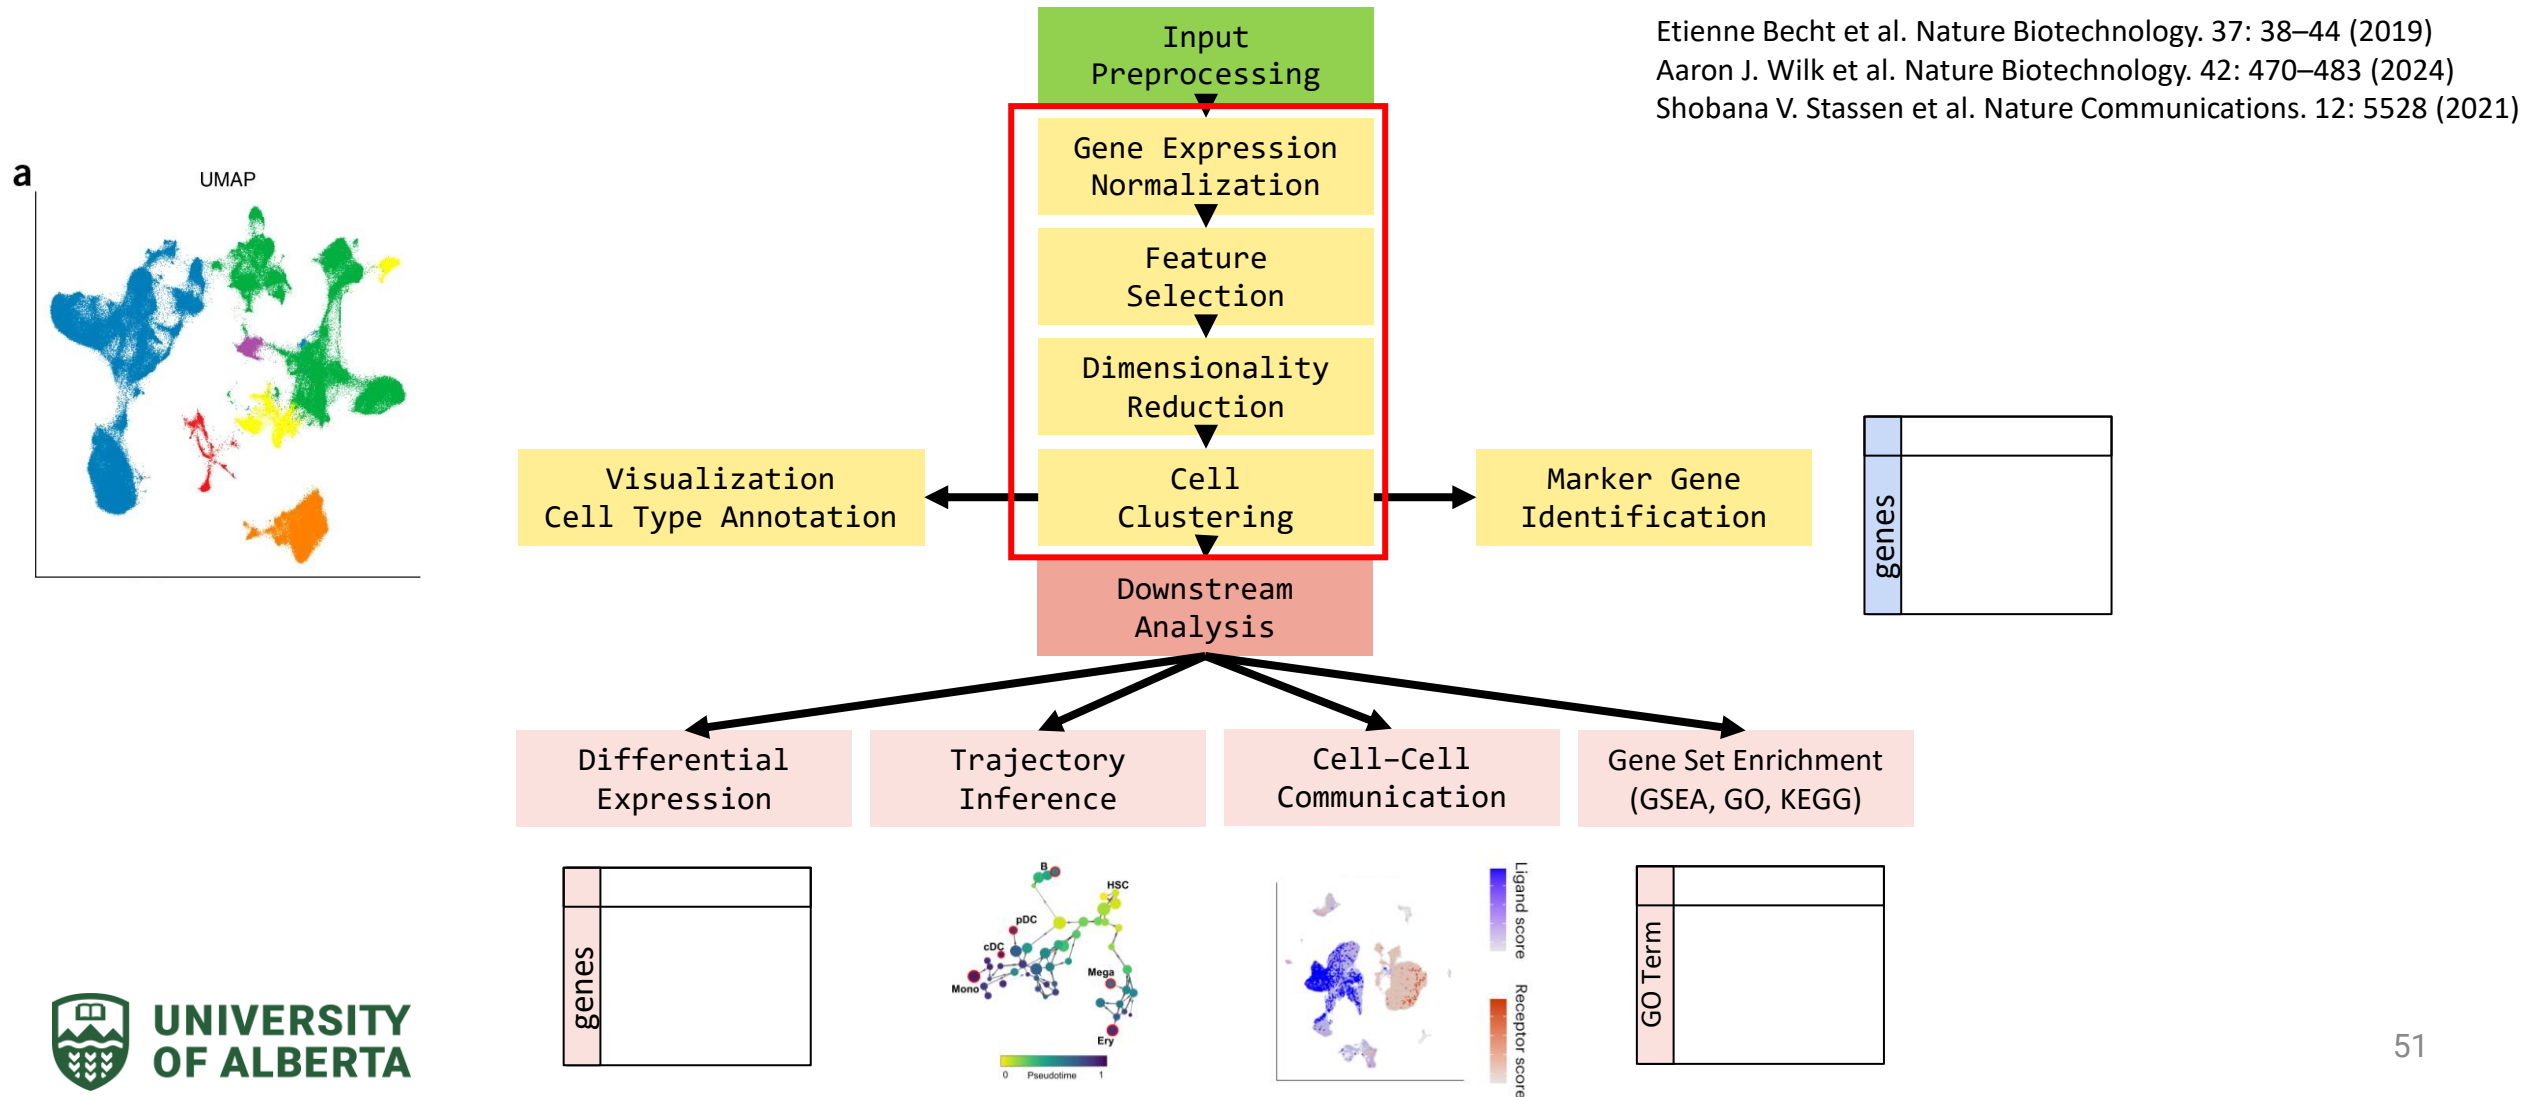 Input
Preprocessing
Etienne Becht et al. Nature Biotechnology. 37: 38–44 (2019)
Aaron J. Wilk et al. Nature Biotechnology. 42: 470–483 (2024)
Shobana V. Stassen et al. Nature Communications. 12: 5528 (2021)
a
UMAP
Gene Expression
Normalization
Feature
Selection
Dimensionality
Reduction
Visualization
Cell Type Annotation
Cell
Clustering
Marker Gene
Identification
genes
Downstream
Analysis
Differential
Expression
Trajectory
Inference
Cell–Cell
Communication
Gene Set Enrichment
(GSEA, GO, KEGG)
genes
B
HSC
pDC
cDC
Mega
Mono
Ery
0 Pseudotime 1
Ligand score
Receptor score
GO Term
UNIVERSITY
OF ALBERTA
51